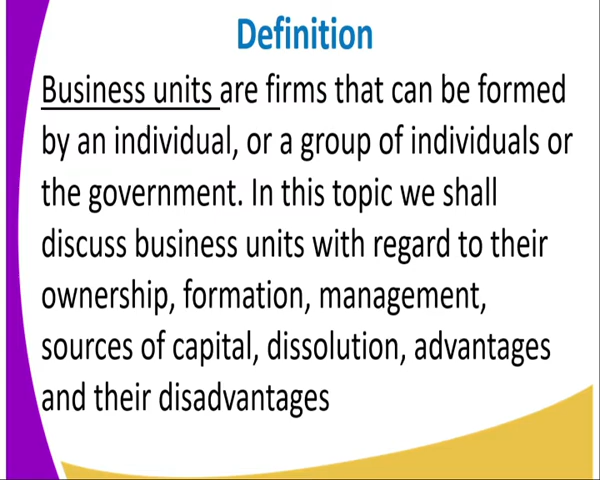 Definition
Business units are firms that can be formed
by an individual, or a group of individuals or
the government. In this topic we shall
discuss business units with regard to their
ownership, formation, management,
sources of capital, dissolution, advantages
and their disadvantages